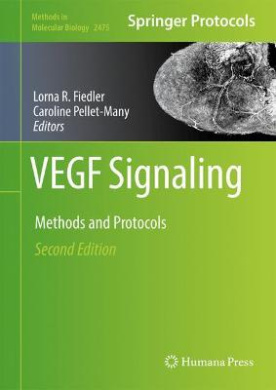 Methods in
Molecular Biology 2475
Springer Protocols
Lorna R. Fiedler
Caroline Pellet-Many
Editors
VEGF Signaling
Methods and Protocols
Second Edition
Humana Press